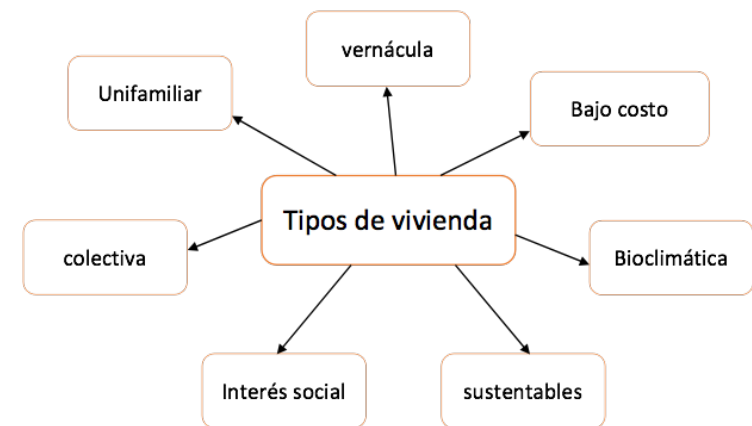 vernácula
Unifamiliar
Bajo costo
Tipos de vivienda
colectiva
Bioclimática
Interés social
sustentables